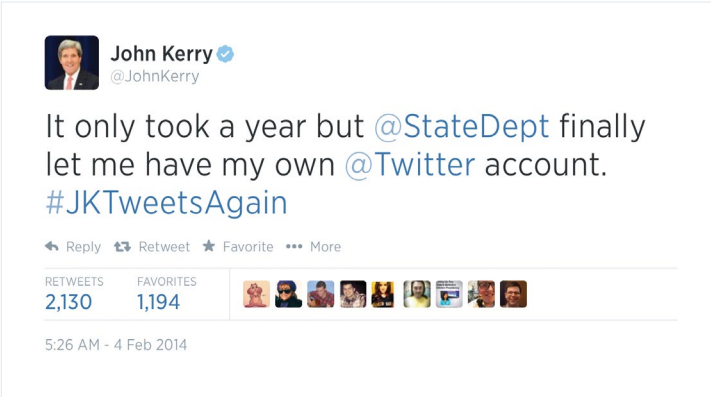 John Kerry
@JohnKerry
It only took a year but @StateDept finally
let me have my own @Twitter account.
#JKTweetsAgain
Reply Retweet Favorite More
RETWEETS FAVORITES
2,130 1,194
5:26 AM - 4 Feb 2014